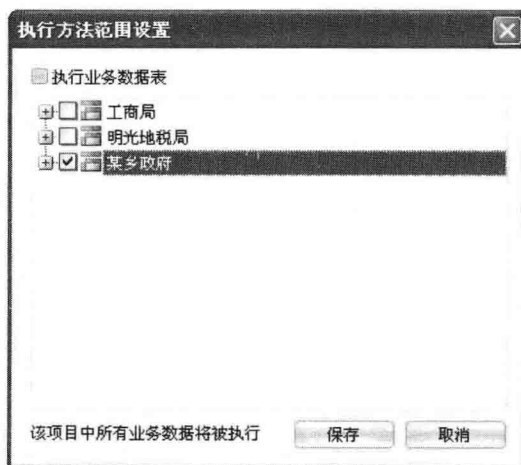 执行方法范围设置
执行业务数据表
工商局
明光地税局
某乡政府
该项目中所有业务数据将被执行
保存
取消